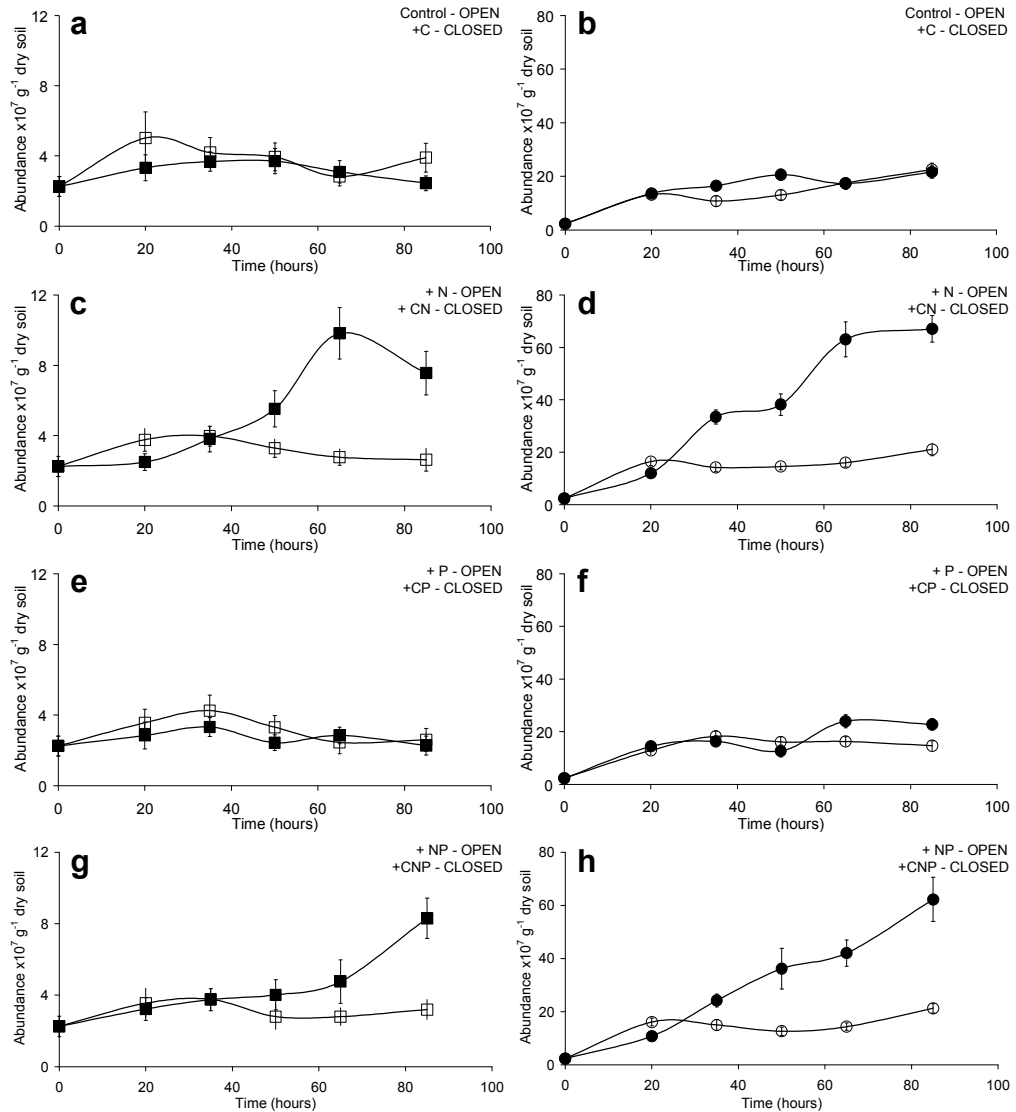 a
Control - OPEN
+C - CLOSED
Abundance x10⁷ g⁻¹ dry soil
12
8
4
0
0 20 40 60 80 100
Time (hours)
b
Control - OPEN
+C - CLOSED
Abundance x10⁷ g⁻¹ dry soil
80
60
40
20
0
0 20 40 60 80 100
Time (hours)
c
+ N - OPEN
+ CN - CLOSED
Abundance x10⁷ g⁻¹ dry soil
12
8
4
0
0 20 40 60 80 100
Time (hours)
d
+ N - OPEN
+CN - CLOSED
Abundance x10⁷ g⁻¹ dry soil
80
60
40
20
0
0 20 40 60 80 100
Time (hours)
e
+ P - OPEN
+CP - CLOSED
Abundance x10⁷ g⁻¹ dry soil
12
8
4
0
0 20 40 60 80 100
Time (hours)
f
+ P - OPEN
+CP - CLOSED
Abundance x10⁷ g⁻¹ dry soil
80
60
40
20
0
0 20 40 60 80 100
Time (hours)
g
+ NP - OPEN
+CNP - CLOSED
Abundance x10⁷ g⁻¹ dry soil
12
8
4
0
0 20 40 60 80 100
Time (hours)
h
+ NP - OPEN
+CNP - CLOSED
Abundance x10⁷ g⁻¹ dry soil
80
60
40
20
0
0 20 40 60 80 100
Time (hours)